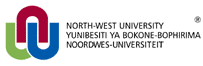 NORTH-WEST UNIVERSITY
YUNIBESITI YA BOKONE-BOPHIRIMA
NOORDWES-UNIVERSITEIT
®